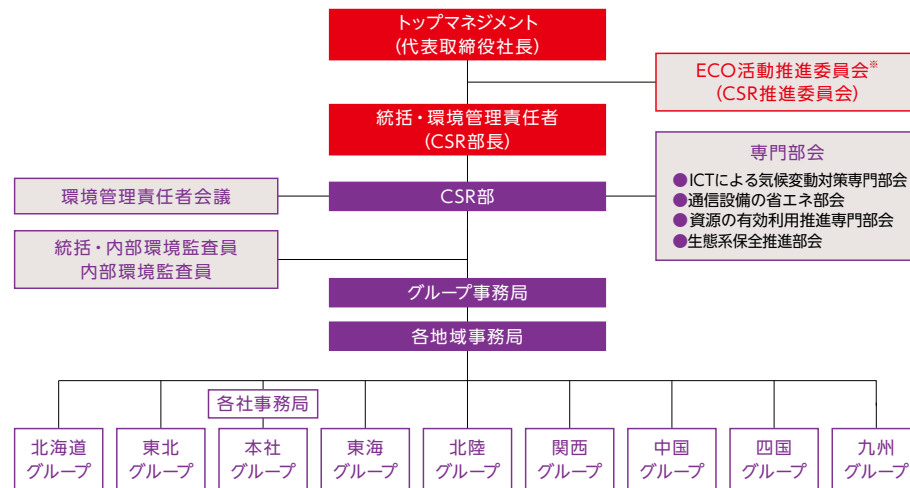 トップマネジメント
(代表取締役社長)
ECO活動推進委員会※
(CSR推進委員会)
統括・環境管理責任者
(CSR部長)
専門部会
●ICTによる気候変動対策専門部会
●通信設備の省エネ部会
●資源の有効利用推進専門部会
●生態系保全推進部会
環境管理責任者会議
CSR部
統括・内部環境監査員
内部環境監査員
グループ事務局
各地域事務局
各社事務局
北海道
グループ
東北
グループ
本社
グループ
東海
グループ
北陸
グループ
関西
グループ
中国
グループ
四国
グループ
九州
グループ